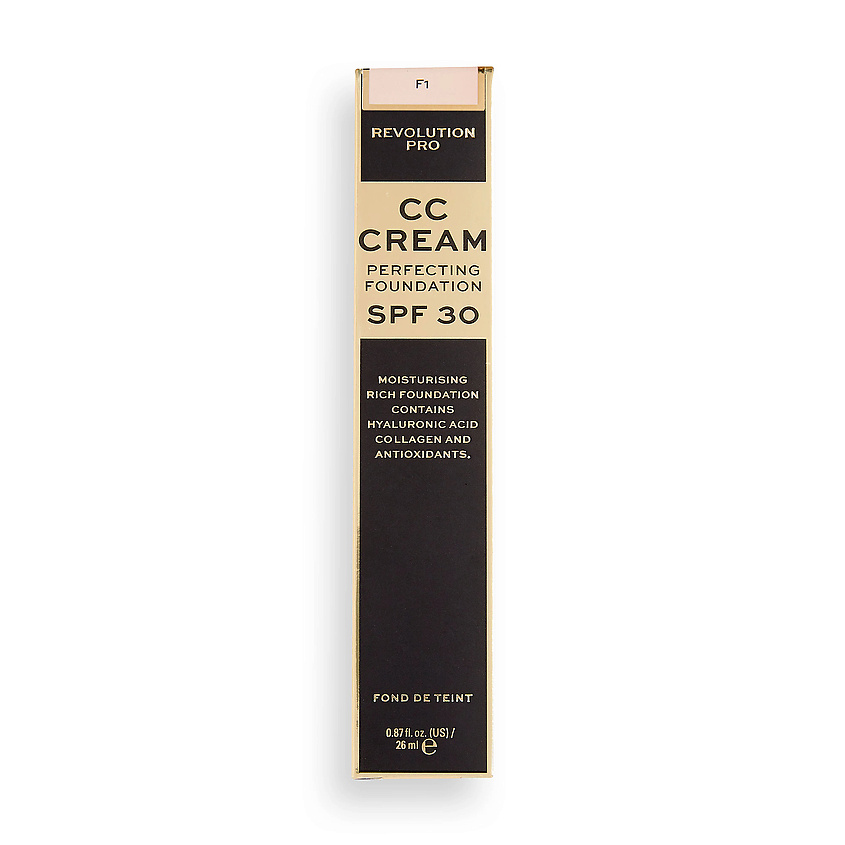 F1
REVOLUTION
PRO
CC
CREAM
PERFECTING
FOUNDATION
SPF 30
MOISTURISING
RICH FOUNDATION
CONTAINS
HYALURONIC ACID
COLLAGEN AND
ANTIOXIDANTS.
FOND DE TEINT
0.87 fl. oz. (US) /
26 ml ℮